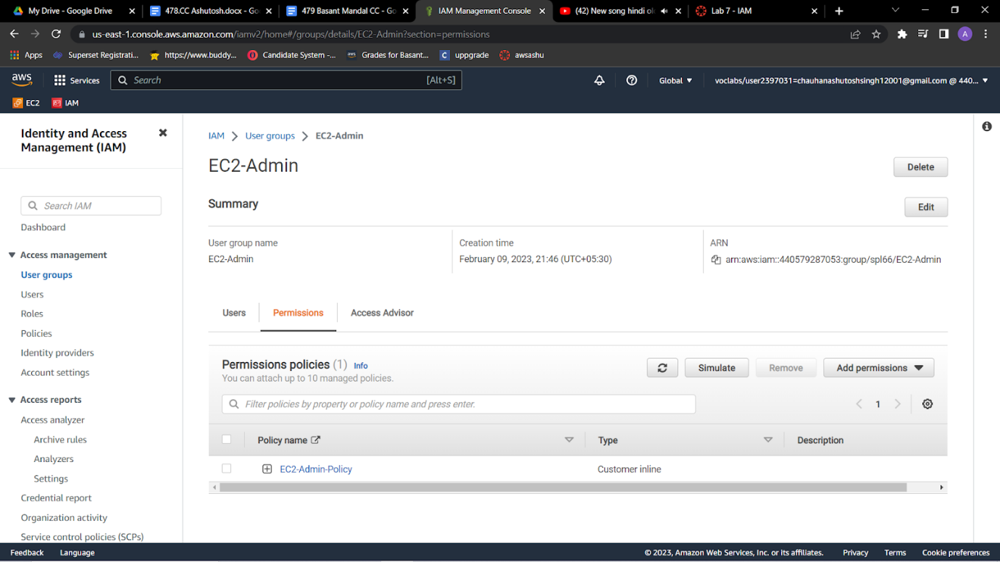 My Drive - Google Drive
478.CC Ashutosh.docx - Go
479 Basant Mandal CC - Go
IAM Management Console
(42) New song hindi ol
Lab 7 - IAM
us-east-1.console.aws.amazon.com/iamv2/home#/groups/details/EC2-Admin?section=permissions
A
Apps
Superset Registrati...
https://www.buddy...
Candidate System -...
aws
Grades for Basant...
C
uppgrade
awsashu
aws
Services
Search
[Alt+S]
Global
voclabs/user2397031=chauhanashutoshsingh12001@gmail.com @ 440...
EC2
IAM
Identity and Access
Management (IAM)
Search IAM
Dashboard
Access management
User groups
Users
Roles
Policies
Identity providers
Account settings
Access reports
Access analyzer
Archive rules
Analyzers
Settings
Credential report
Organization activity
Service control policies (SCPs)
IAM > User groups > EC2-Admin
EC2-Admin
Delete
Summary
Edit
User group name
EC2-Admin
Creation time
February 09, 2023, 21:46 (UTC+05:30)
ARN
arn:aws:iam::440579287053:group/spl66/EC2-Admin
Users
Permissions
Access Advisor
Permissions policies (1) Info
You can attach up to 10 managed policies.
Simulate
Remove
Add permissions
Filter policies by property or policy name and press enter.
1
Policy name
Type
Description
EC2-Admin-Policy
Customer inline
Feedback
Language
© 2023, Amazon Web Services, Inc. or its affiliates.
Privacy
Terms
Cookie preferences